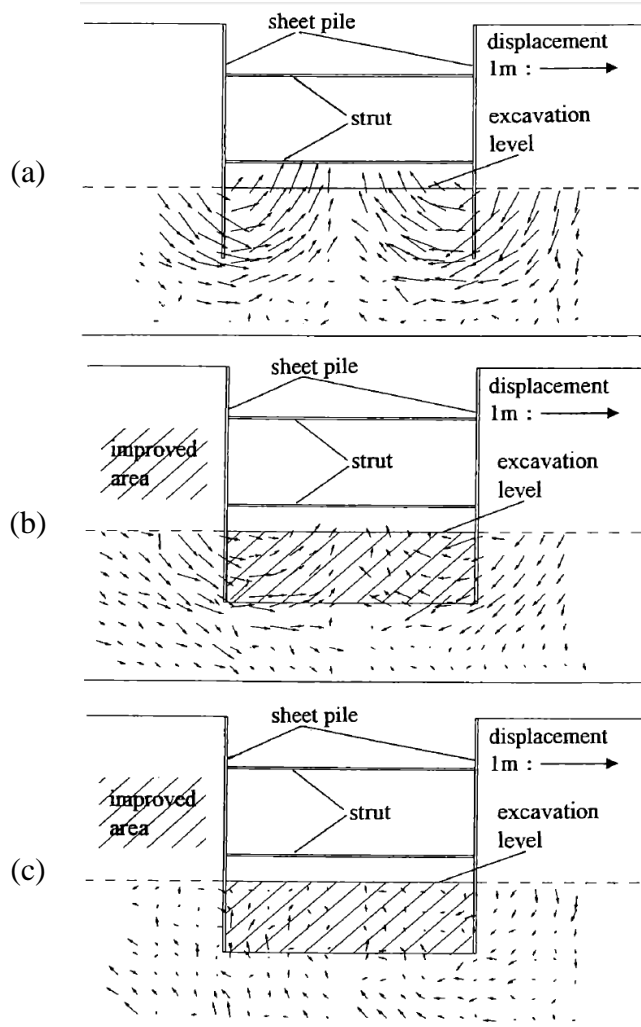 (a)
sheet pile
displacement
1m :
strut
excavation
level
(b)
sheet pile
displacement
1m :
improved
area
strut
excavation
level
(c)
sheet pile
displacement
1m :
improved
area
strut
excavation
level